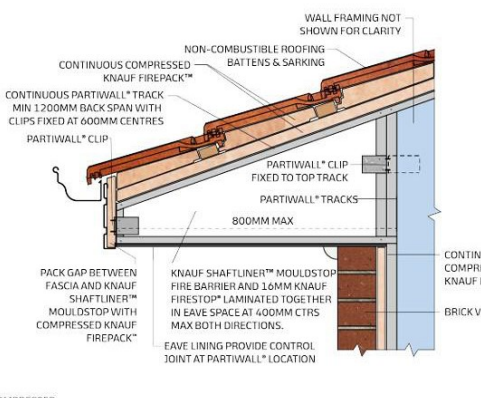 WALL FRAMING NOT
SHOWN FOR CLARITY
NON-COMBUSTIBLE ROOFING
BATTENS & SARKING
CONTINUOUS COMPRESSED
KNAUF FIREPACK™
CONTINUOUS PARTIWALL® TRACK
MIN 1200MM BACK SPAN WITH
CLIPS FIXED AT 600MM CENTRES
PARTIWALL® CLIP
PARTIWALL® CLIP
FIXED TO TOP TRACK
PARTIWALL® TRACKS
800MM MAX
PACK GAP BETWEEN
FASCIA AND KNAUF
SHAFTLINER™
MOULDSTOP WITH
COMPRESSED KNAUF
FIREPACK™
KNAUF SHAFTLINER™ MOULDSTOP
FIRE BARRIER AND 16MM KNAUF
FIRESTOP® LAMINATED TOGETHER
IN EAVE SPACE AT 400MM CTRS
MAX BOTH DIRECTIONS.
EAVE LINING PROVIDE CONTROL
JOINT AT PARTIWALL® LOCATION
CONTIN
COMPR
KNAUF
BRICK V